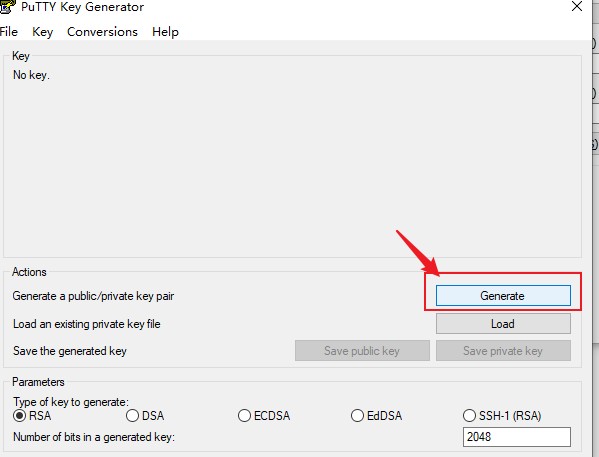 PuTTY Key Generator
File Key Conversions Help
Key
No key.
Actions
Generate a public/private key pair
Generate
Load an existing private key file
Load
Save the generated key
Save public key
Save private key
Parameters
Type of key to generate:
RSA DSA ECDSA EdDSA SSH-1 (RSA)
Number of bits in a generated key:
2048